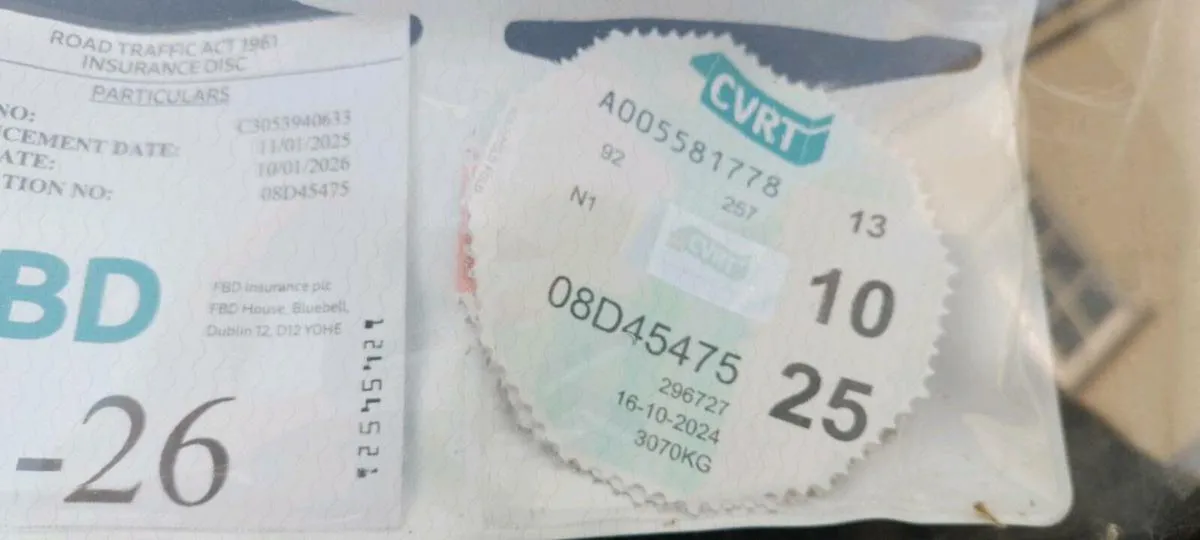 ROAD TRAFFIC ACT 1961
INSURANCE DISC
PARTICULARS
NO: C3053940633
CEMENT DATE: 11/01/2025
ATE: 10/01/2026
TION NO: 08D45475
BD
FBD Insurance plc
FBD House, Bluebell,
Dublin 12, D12 Y0HE
-26
CVRT
A005581778
92
257
13
N1
CVRT
10
08D45475
25
296727
16-10-2024
3070KG